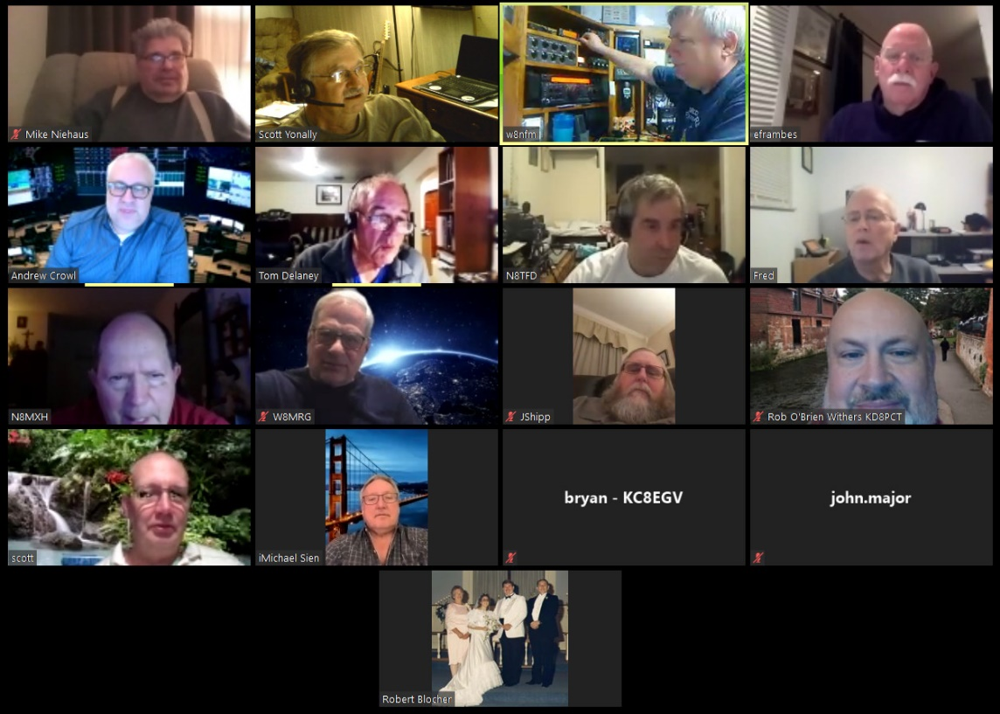 Mike Niehaus
Scott Yonally
w8nfm
eframbes
Andrew Crowl
Tom Delaney
N8TFD
Fred
N8MXH
W8MRG
JShipp
Rob O'Brien Withers KD8PCT
scott
iMichael Sien
bryan - KC8EGV
john.major
Robert Blocher